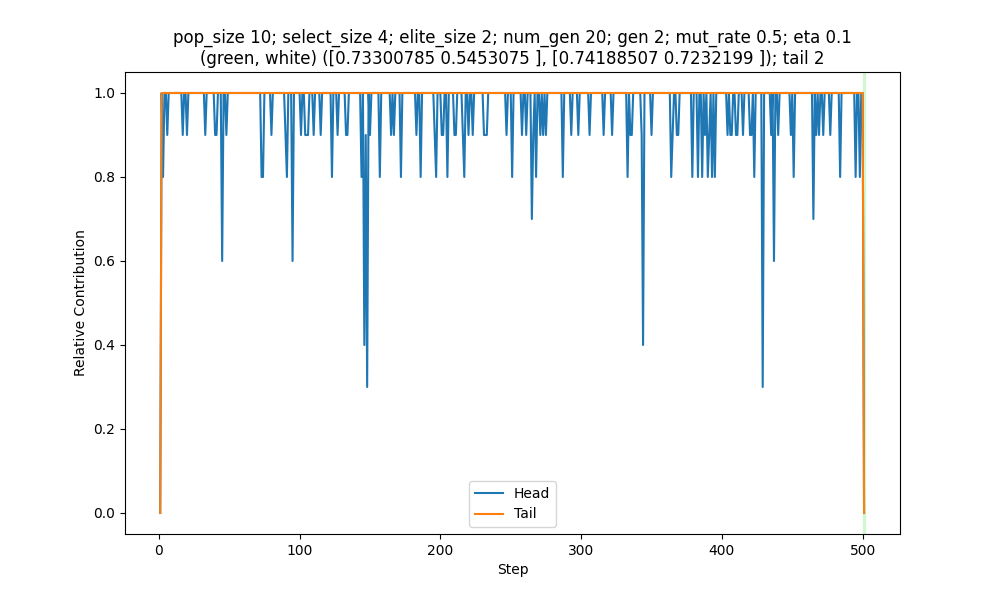 pop_size 10; select_size 4; elite_size 2; num_gen 20; gen 2; mut_rate 0.5; eta 0.1
(green, white) ([0.73300785 0.5453075 ], [0.74188507 0.7232199 ]); tail 2
1.0
0.8
0.6
0.4
0.2
0.0
Relative Contribution
Head
Tail
0
100
200
300
400
500
Step